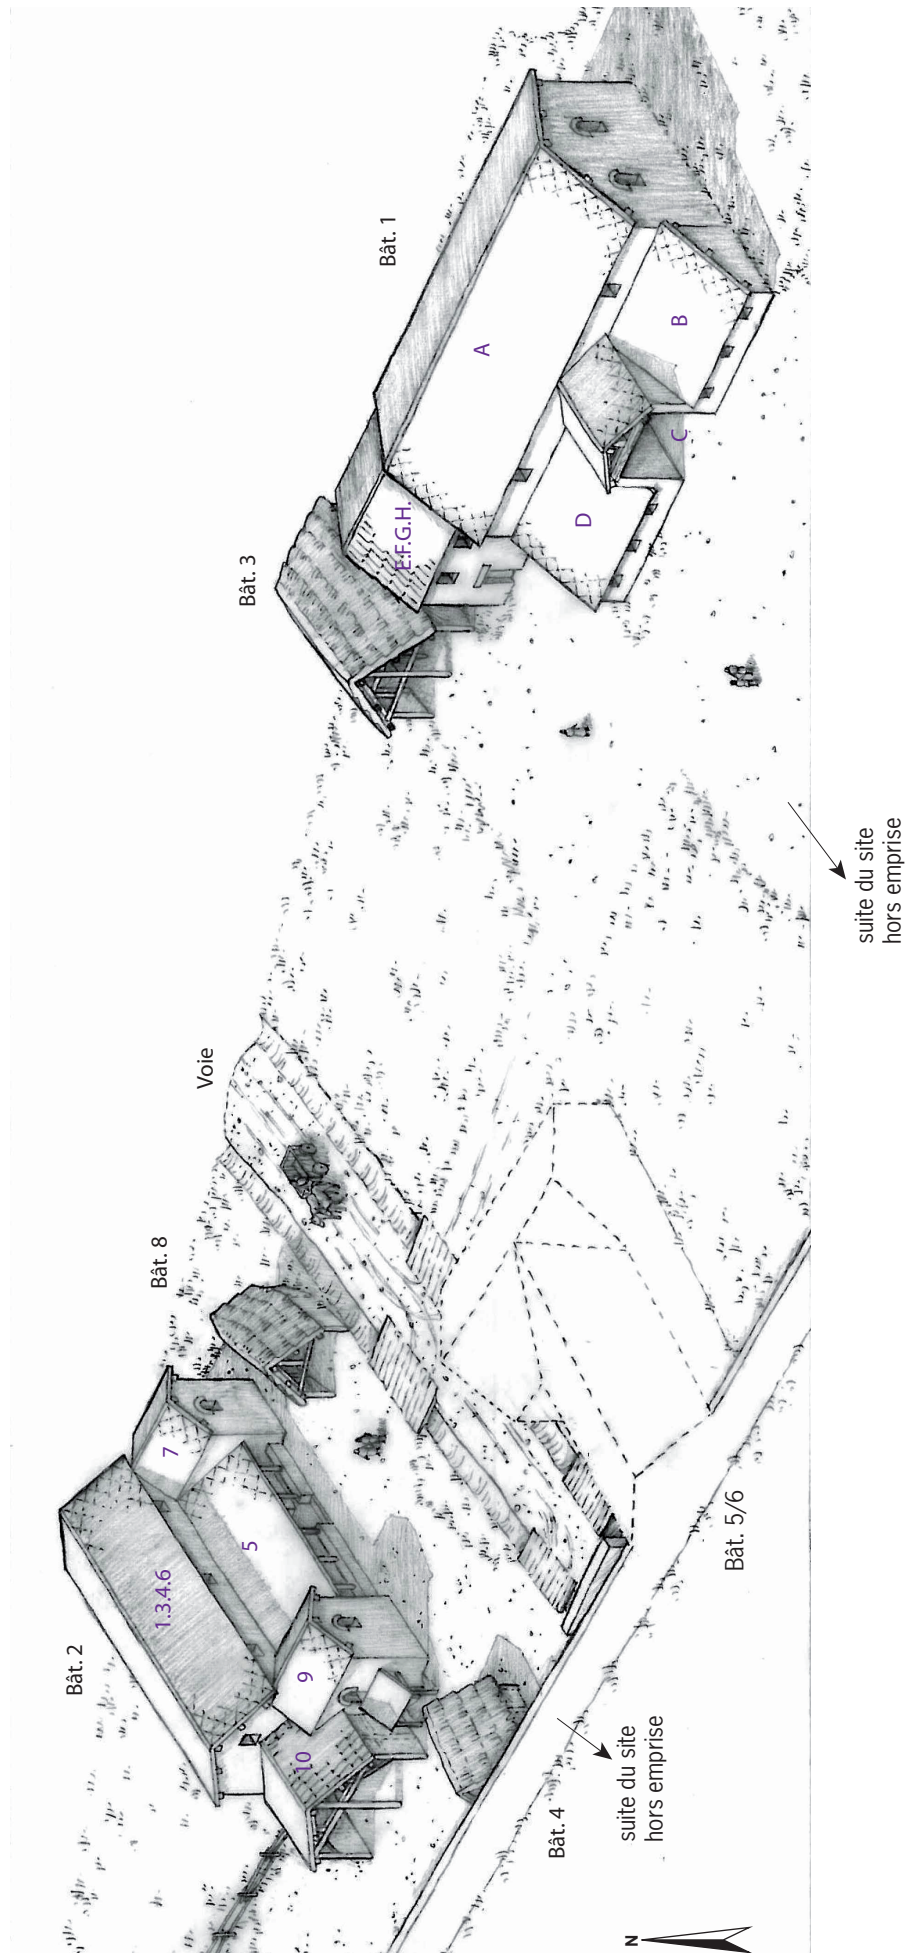 Bât. 2
1.3.4.6
7
5
9
10
Bât. 8
Voie
Bât. 3
Bât. 1
E.F.G.H.
A
B
C
D
Bât. 4
Bât. 5/6
suite du site
hors emprise
suite du site
hors emprise
N